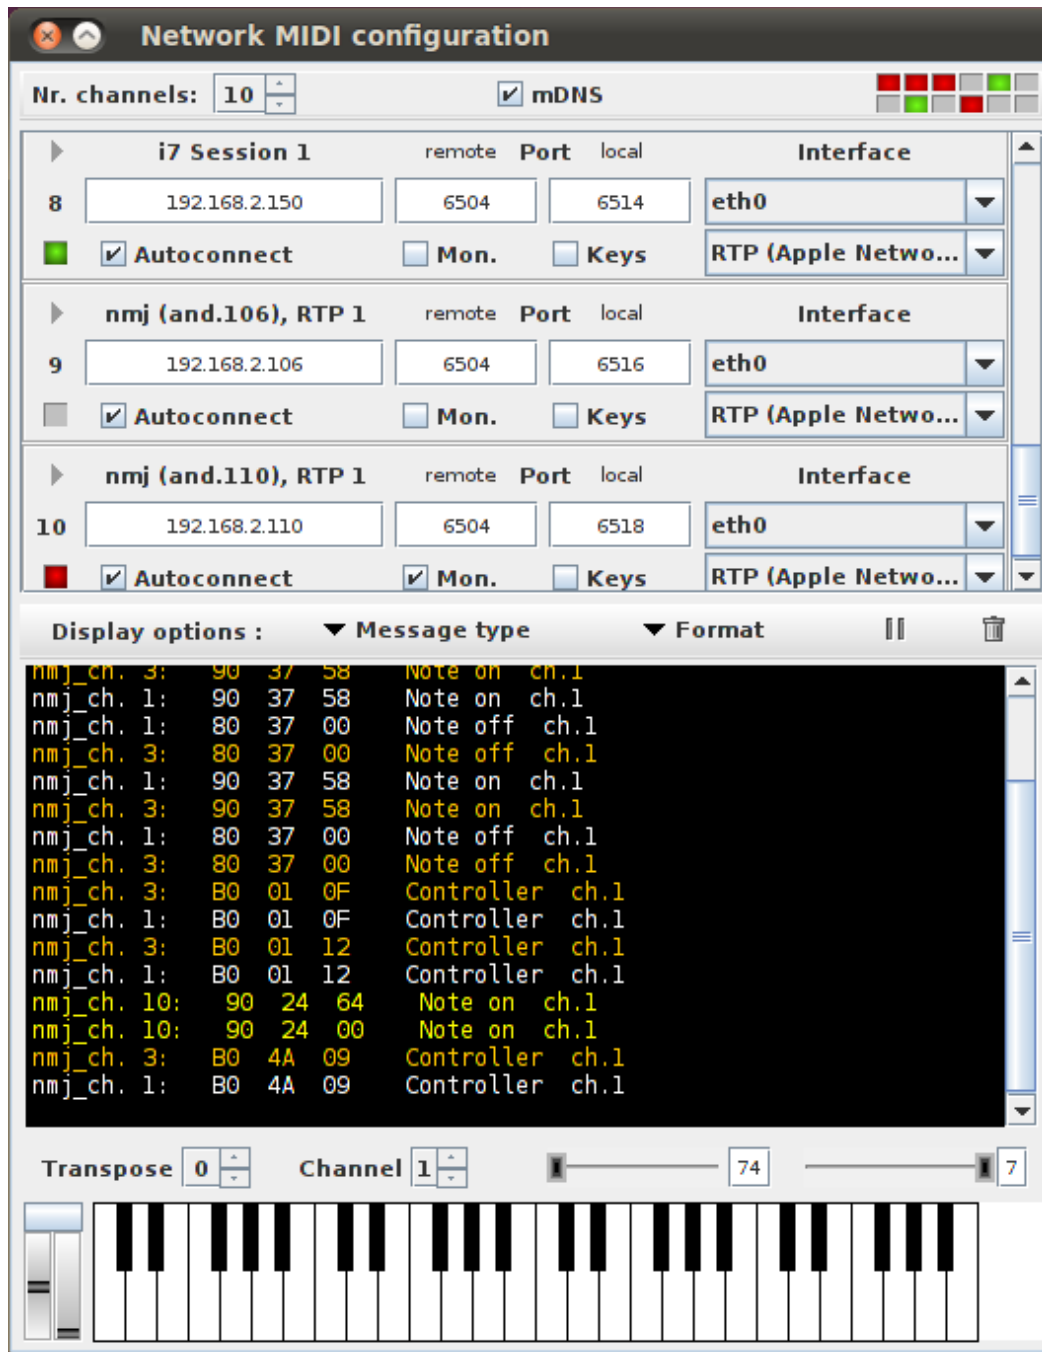 Network MIDI configuration
Nr. channels: 10 mDNS
i7 Session 1 remote Port local Interface
8 192.168.2.150 6504 6514 eth0
Autoconnect Mon. Keys RTP (Apple Netwo...
nmj (and.106), RTP 1 remote Port local Interface
9 192.168.2.106 6504 6516 eth0
Autoconnect Mon. Keys RTP (Apple Netwo...
nmj (and.110), RTP 1 remote Port local Interface
10 192.168.2.110 6504 6518 eth0
Autoconnect Mon. Keys RTP (Apple Netwo...
Display options : Message type Format
nmj_ch. 3: 90 37 58 Note on ch.1
nmj_ch. 1: 90 37 58 Note on ch.1
nmj_ch. 1: 80 37 00 Note off ch.1
nmj_ch. 3: 80 37 00 Note off ch.1
nmj_ch. 1: 90 37 58 Note on ch.1
nmj_ch. 3: 90 37 58 Note on ch.1
nmj_ch. 1: 80 37 00 Note off ch.1
nmj_ch. 3: 80 37 00 Note off ch.1
nmj_ch. 3: B0 01 0F Controller ch.1
nmj_ch. 1: B0 01 0F Controller ch.1
nmj_ch. 3: B0 01 12 Controller ch.1
nmj_ch. 1: B0 01 12 Controller ch.1
nmj_ch. 10: 90 24 64 Note on ch.1
nmj_ch. 10: 90 24 00 Note on ch.1
nmj_ch. 3: B0 4A 09 Controller ch.1
nmj_ch. 1: B0 4A 09 Controller ch.1
Transpose 0 Channel 1 74 7